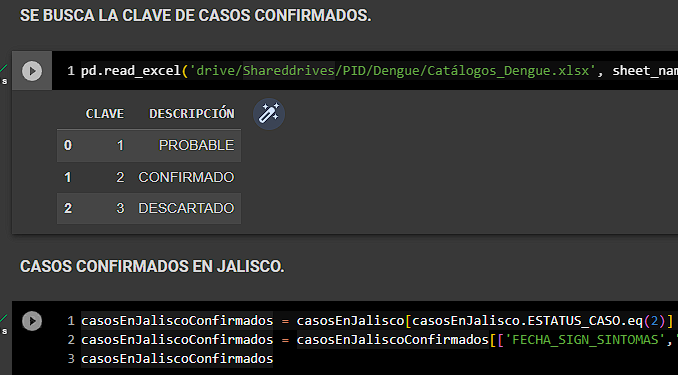 SE BUSCA LA CLAVE DE CASOS CONFIRMADOS.
s
1 pd.read_excel('drive/Shareddrives/PID/Dengue/Catálogos_Dengue.xlsx', sheet_nam
CLAVE DESCRIPCIÓN
0 1 PROBABLE
1 2 CONFIRMADO
2 3 DESCARTADO
CASOS CONFIRMADOS EN JALISCO.
s
1 casosEnJaliscoConfirmados = casosEnJalisco[casosEnJalisco.ESTATUS_CASO.eq(2)]
2 casosEnJaliscoConfirmados = casosEnJaliscoConfirmados[['FECHA_SIGN_SINTOMAS','
3 casosEnJaliscoConfirmados